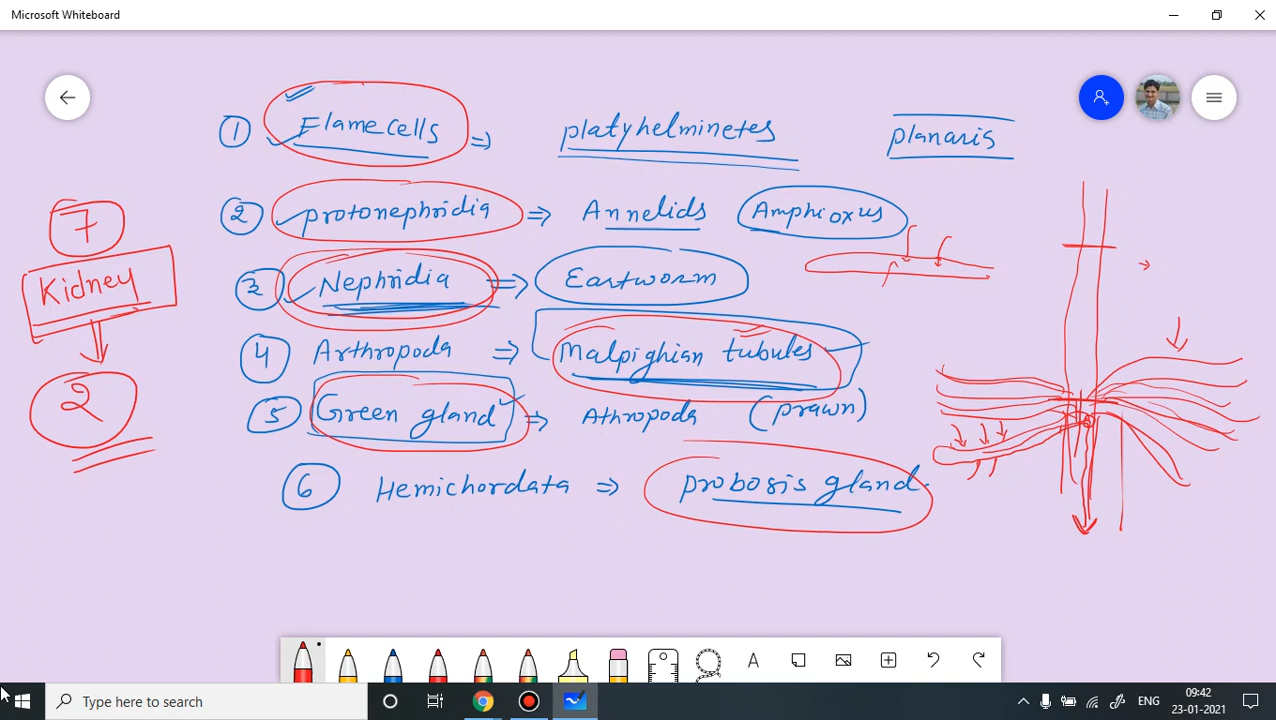 Microsoft Whiteboard
① Flame cells ⇒ platyhelminetes planaris
② protonephridia ⇒ Annelids Amphioxus
③ Nephridia ⇒ Eartworm
④ Arthropoda ⇒ Malpighian tubules
⑤ Green gland ⇒ Athropoda (prawn)
⑥ Hemichordata ⇒ probosis gland
7
Kidney
2
Type here to search
ENG
09:42
23-01-2021